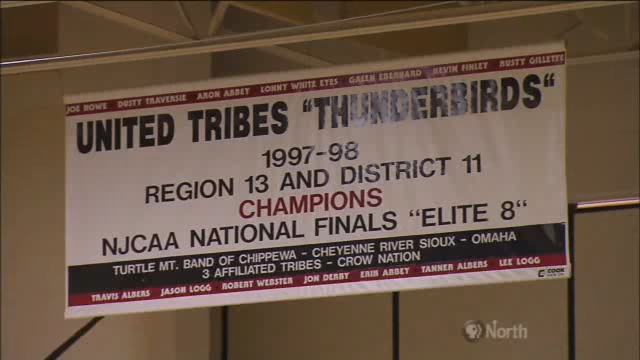 JOE ROWE DUSTY TRAVERSIE ARON ABBEY LONNY WHITE EYES GALEN EBERHARD KEVIN FINLEY RUSTY GILLETTE
UNITED TRIBES "THUNDERBIRDS"
1997-98
REGION 13 AND DISTRICT 11
CHAMPIONS
NJCAA NATIONAL FINALS "ELITE 8"
TURTLE MT. BAND OF CHIPPEWA - CHEYENNE RIVER SIOUX - OMAHA
3 AFFILIATED TRIBES - CROW NATION
TRAVIS ALBERS JASON LOGG ROBERT WEBSTER JON DERBY ERIN ABBEY TANNER ALBERS LEE LOGG
COOK
PBS North